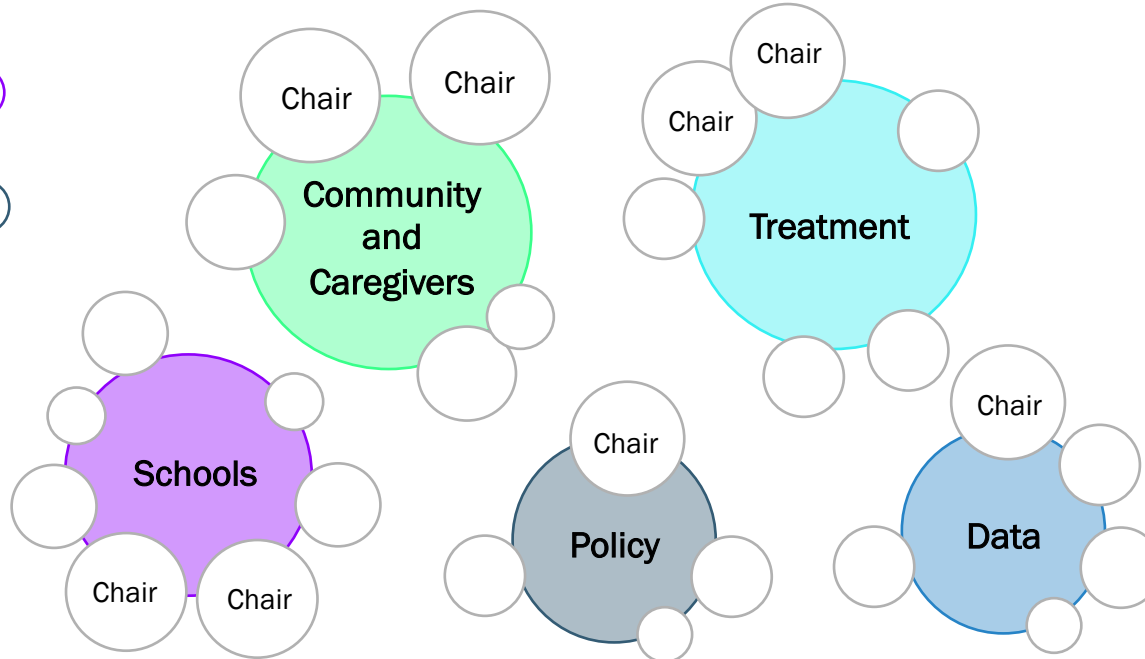 Chair
Chair
Community
and
Caregivers
Chair
Chair
Treatment
Schools
Chair
Chair
Chair
Policy
Chair
Data